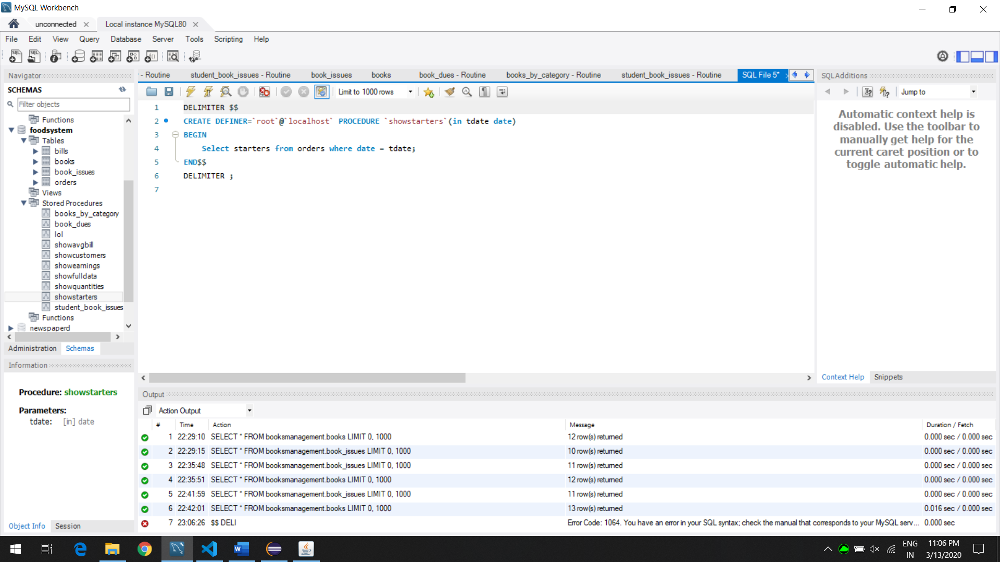 MySQL Workbench
unconnected
Local instance MySQL80
File Edit View Query Database Server Tools Scripting Help
Navigator
SCHEMAS
Filter objects
Functions
foodsystem
Tables
bills
books
book_issues
orders
Views
Stored Procedures
books_by_category
book_dues
lol
showavgbill
showcustomers
showearnings
showfulldata
showquantities
showstarters
student_book_issues
Functions
newspaperd
Administration Schemas
Information
Procedure: showstarters
Parameters:
tdate: [in] date
Object Info Session
- Routine student_book_issues - Routine book_issues books book_dues - Routine books_by_category - Routine student_book_issues - Routine SQL File 5*
Limit to 1000 rows
1 DELIMITER $$
2 CREATE DEFINER=`root`@`localhost` PROCEDURE `showstarters`(in tdate date)
3 BEGIN
4 Select starters from orders where date = tdate;
5 END$$
6 DELIMITER ;
7
SQLAdditions
Jump to
Automatic context help is
disabled. Use the toolbar to
manually get help for the
current caret position or to
toggle automatic help.
Context Help Snippets
Output
Action Output
# Time Action Message Duration / Fetch
1 22:29:10 SELECT * FROM booksmanagement.books LIMIT 0, 1000 12 row(s) returned 0.000 sec / 0.000 sec
2 22:29:15 SELECT * FROM booksmanagement.book_issues LIMIT 0, 1000 10 row(s) returned 0.000 sec / 0.000 sec
3 22:35:48 SELECT * FROM booksmanagement.book_issues LIMIT 0, 1000 11 row(s) returned 0.000 sec / 0.000 sec
4 22:35:51 SELECT * FROM booksmanagement.books LIMIT 0, 1000 12 row(s) returned 0.000 sec / 0.000 sec
5 22:41:59 SELECT * FROM booksmanagement.book_issues LIMIT 0, 1000 11 row(s) returned 0.000 sec / 0.000 sec
6 22:42:01 SELECT * FROM booksmanagement.books LIMIT 0, 1000 13 row(s) returned 0.016 sec / 0.000 sec
7 23:06:26 $$ DELI Error Code: 1064. You have an error in your SQL syntax; check the manual that corresponds to your MySQL serv... 0.000 sec
ENG
IN
11:06 PM
3/13/2020